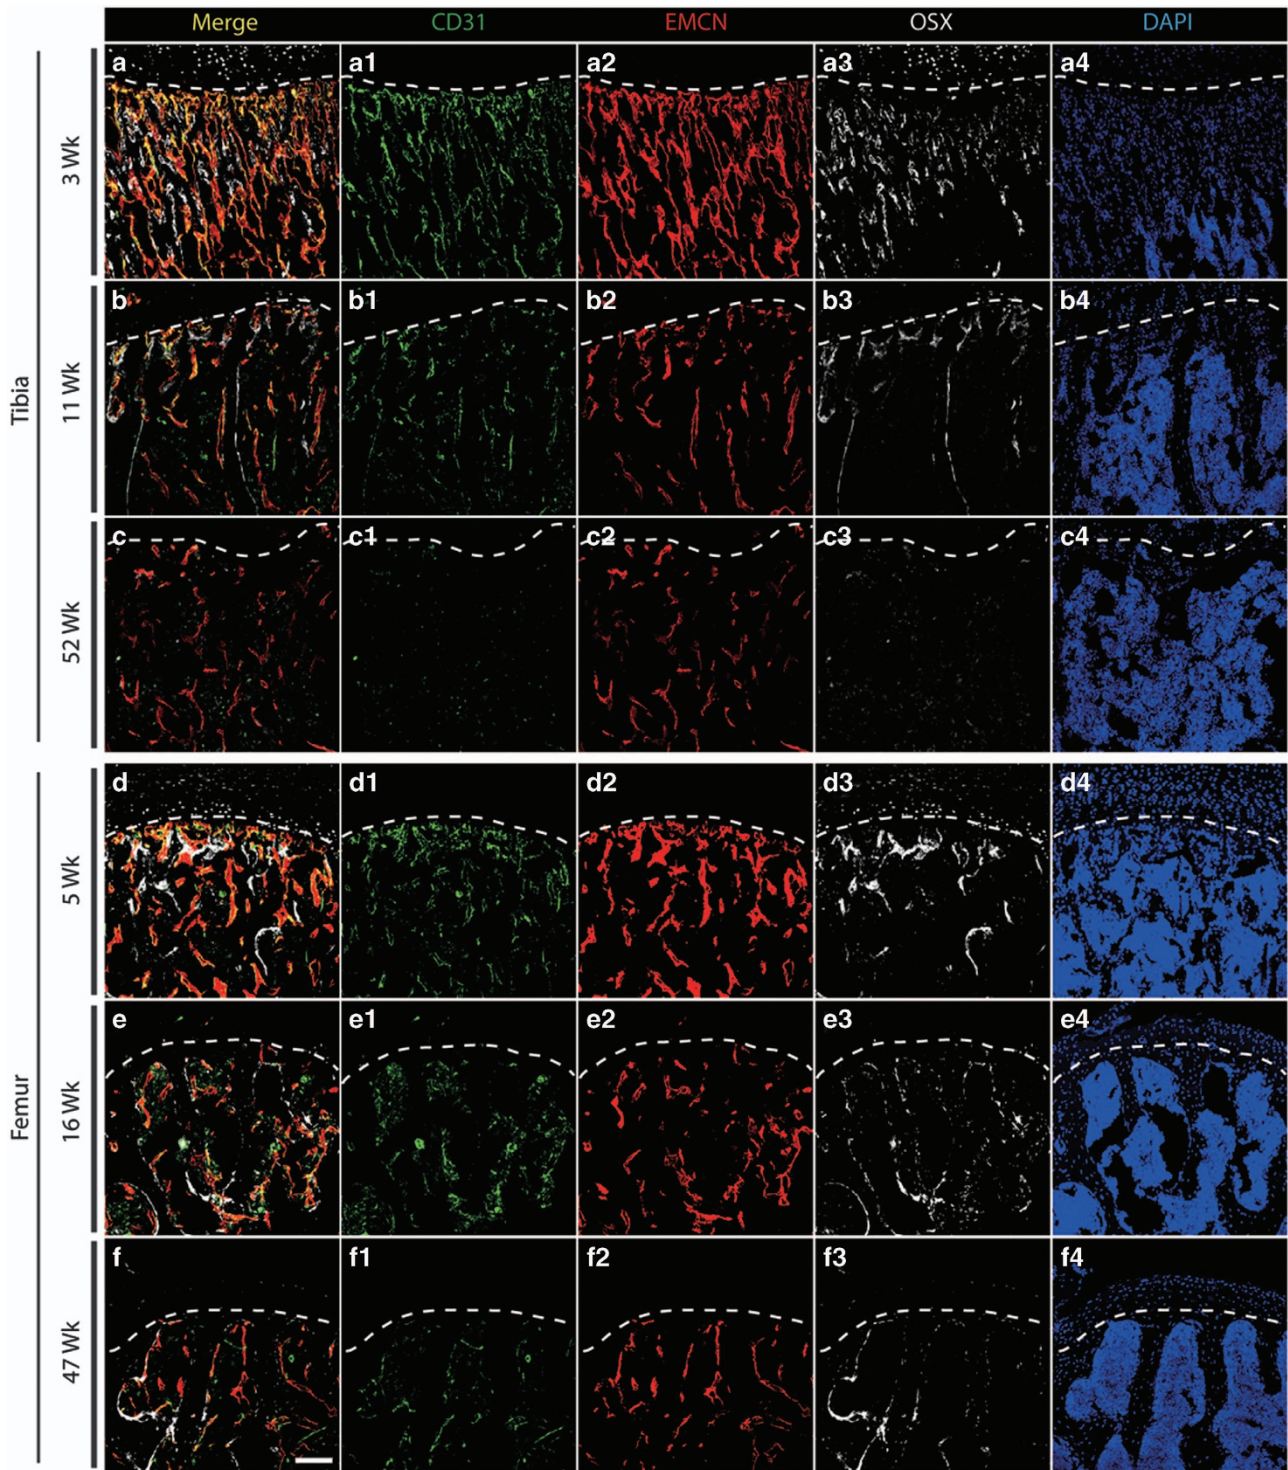 Merge CD31 EMCN OSX DAPI
Tibia
3 Wk
a a1 a2 a3 a4
11 Wk
b b1 b2 b3 b4
52 Wk
c c1 c2 c3 c4
Femur
5 Wk
d d1 d2 d3 d4
16 Wk
e e1 e2 e3 e4
47 Wk
f f1 f2 f3 f4